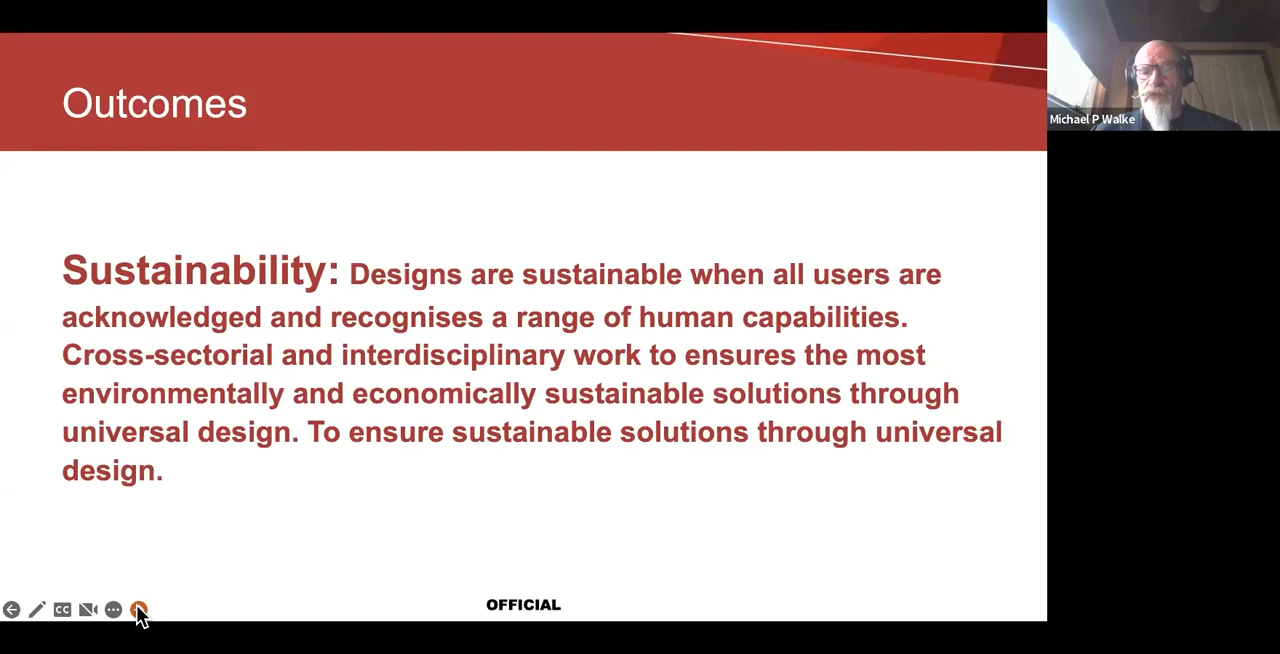 Outcomes
Michael P Walke
Sustainability: Designs are sustainable when all users are
acknowledged and recognises a range of human capabilities.
Cross-sectorial and interdisciplinary work to ensures the most
environmentally and economically sustainable solutions through
universal design. To ensure sustainable solutions through universal
design.
CC
OFFICIAL